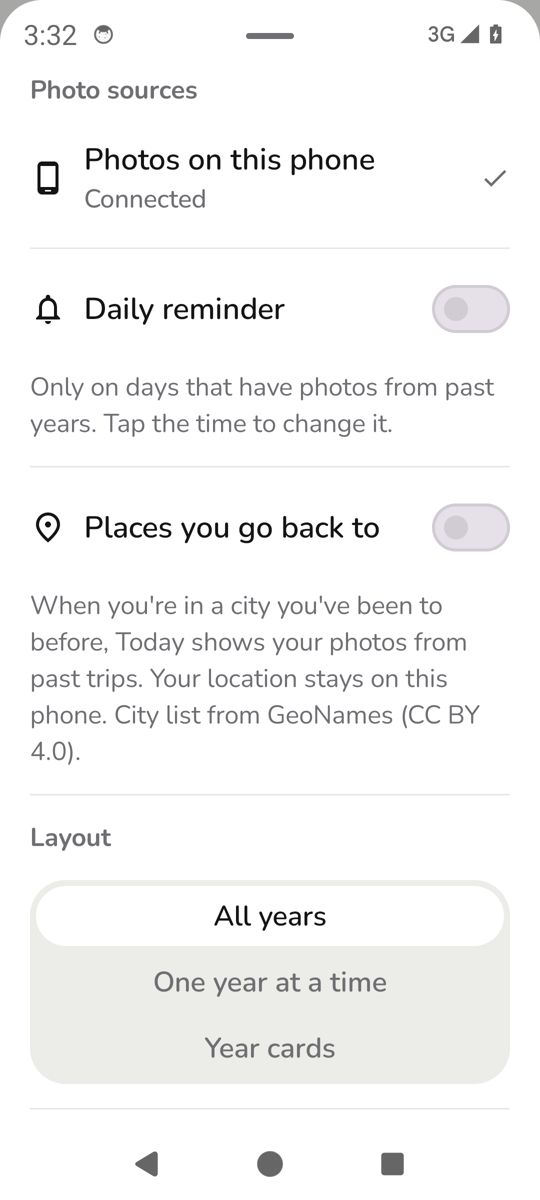 3:32
3G
Photo sources
Photos on this phone
Connected
Daily reminder
Only on days that have photos from past
years. Tap the time to change it.
Places you go back to
When you're in a city you've been to
before, Today shows your photos from
past trips. Your location stays on this
phone. City list from GeoNames (CC BY
4.0).
Layout
All years
One year at a time
Year cards